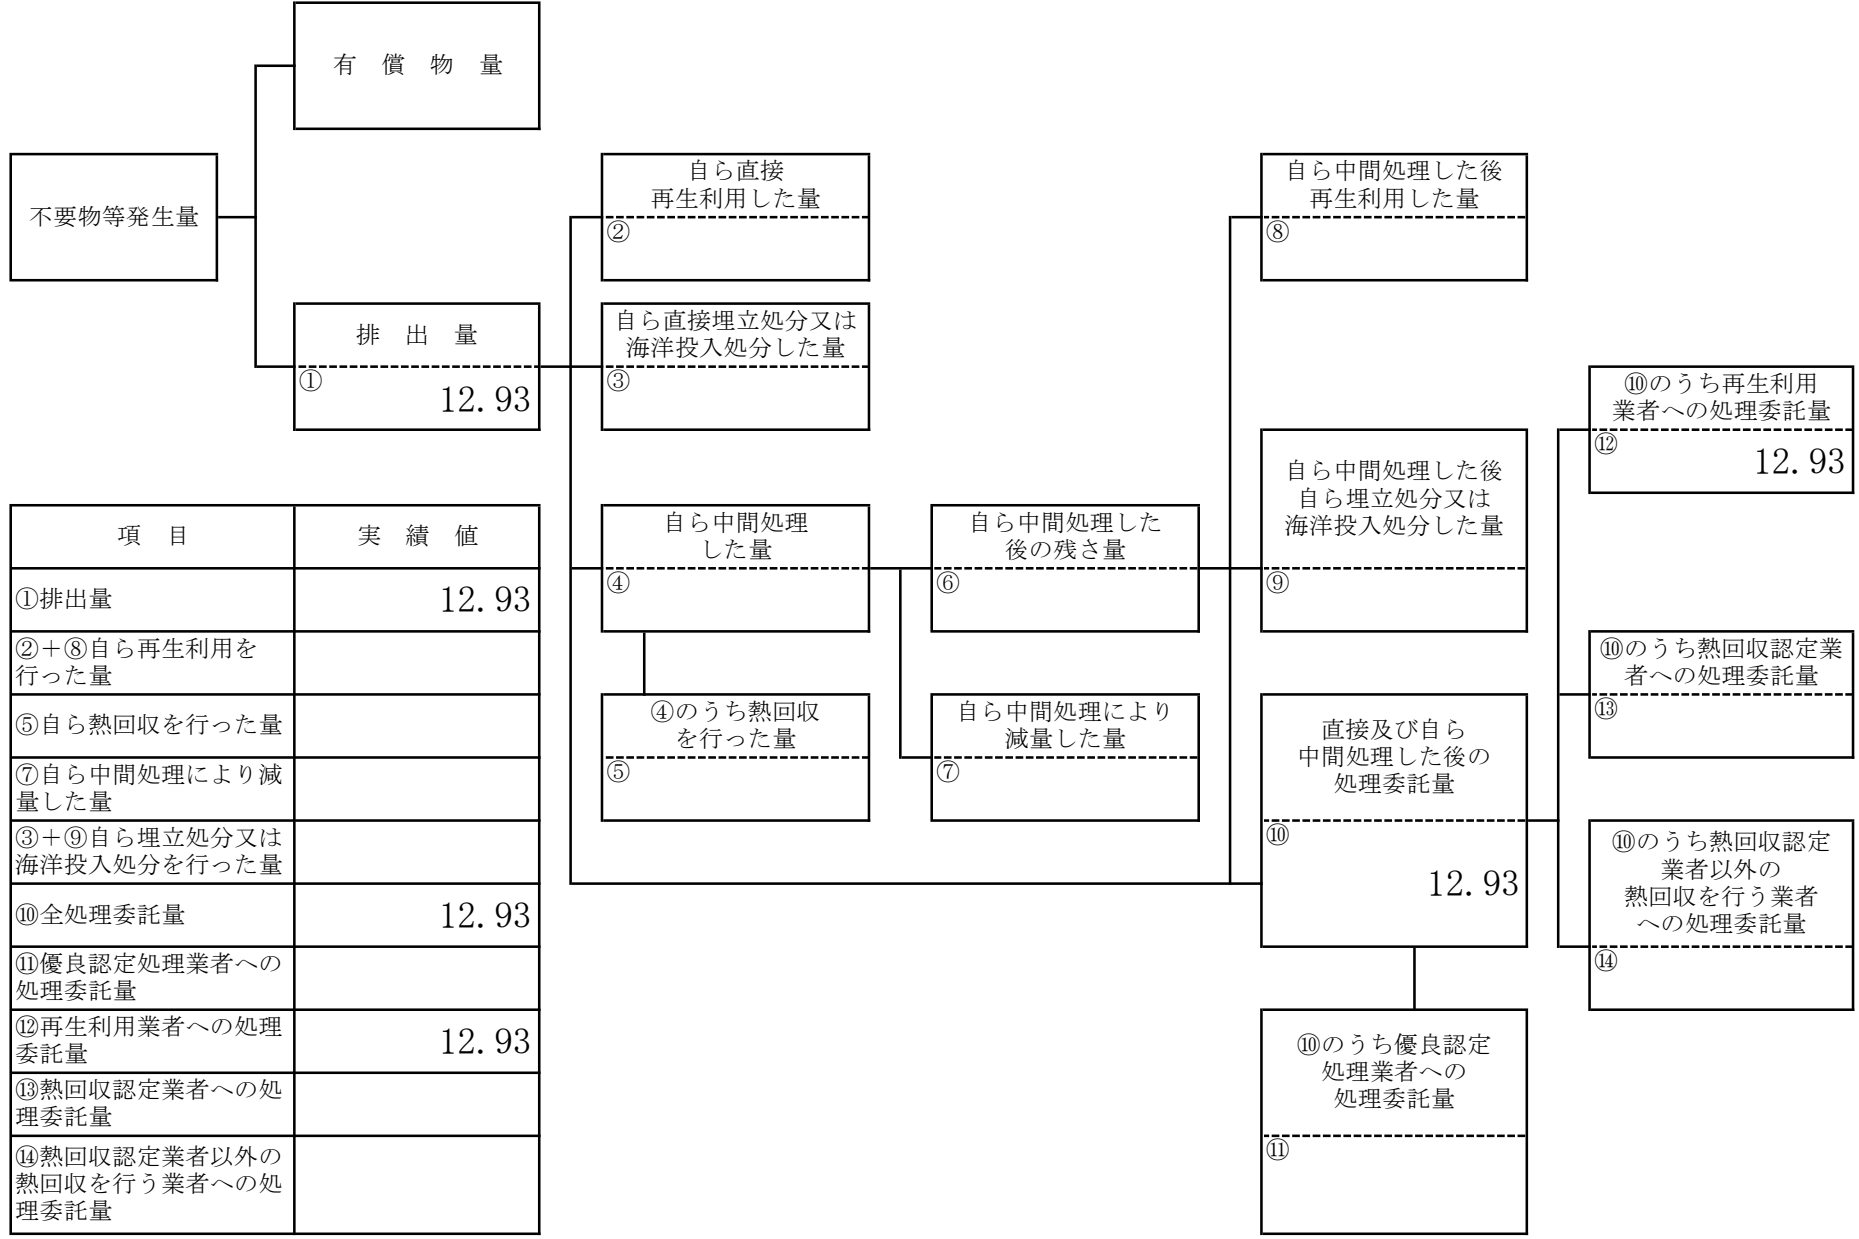 有　償　物　量
不要物等発生量
排　出　量
①
12.93
自ら直接
再生利用した量
②
自ら直接埋立処分又は
海洋投入処分した量
③
自ら中間処理
した量
④
④のうち熱回収
を行った量
⑤
自ら中間処理した
後の残さ量
⑥
自ら中間処理により
減量した量
⑦
自ら中間処理した後
再生利用した量
⑧
自ら中間処理した後
自ら埋立処分又は
海洋投入処分した量
⑨
直接及び自ら
中間処理した後の
処理委託量
⑩
12.93
⑩のうち優良認定
処理業者への
処理委託量
⑪
⑩のうち再生利用
業者への処理委託量
⑫
12.93
⑩のうち熱回収認定業
者への処理委託量
⑬
⑩のうち熱回収認定
業者以外の
熱回収を行う業者
への処理委託量
⑭
項　目　実　績　値
①排出量 12.93
②＋⑧自ら再生利用を
行った量
⑤自ら熱回収を行った量
⑦自ら中間処理により減
量した量
③＋⑨自ら埋立処分又は
海洋投入処分を行った量
⑩全処理委託量 12.93
⑪優良認定処理業者への
処理委託量
⑫再生利用業者への処理
委託量 12.93
⑬熱回収認定業者への処
理委託量
⑭熱回収認定業者以外の
熱回収を行う業者への処
理委託量